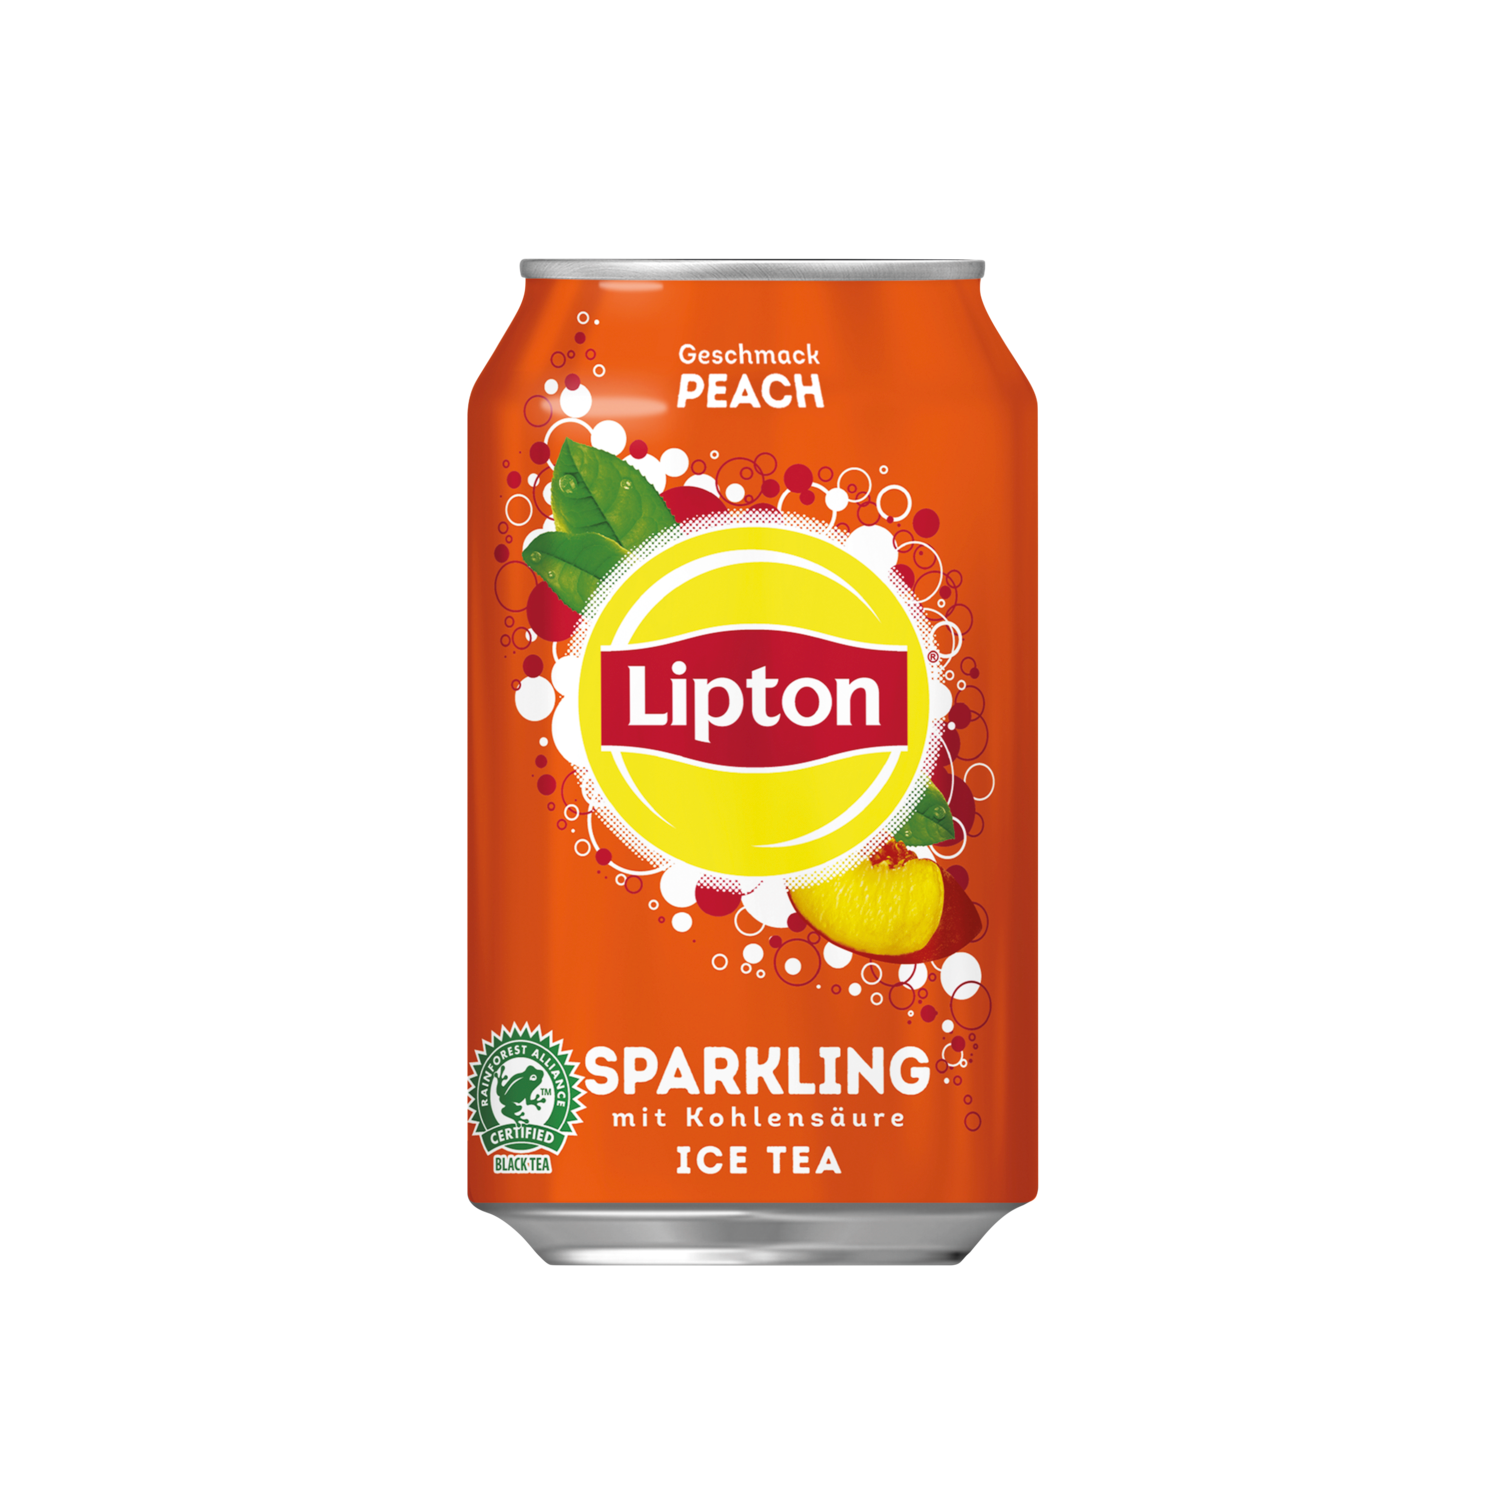 Geschmack
PEACH
Lipton
®
SPARKLING
mit Kohlensäure
ICE TEA
RAINFOREST ALLIANCE
TM
CERTIFIED
BLACK TEA